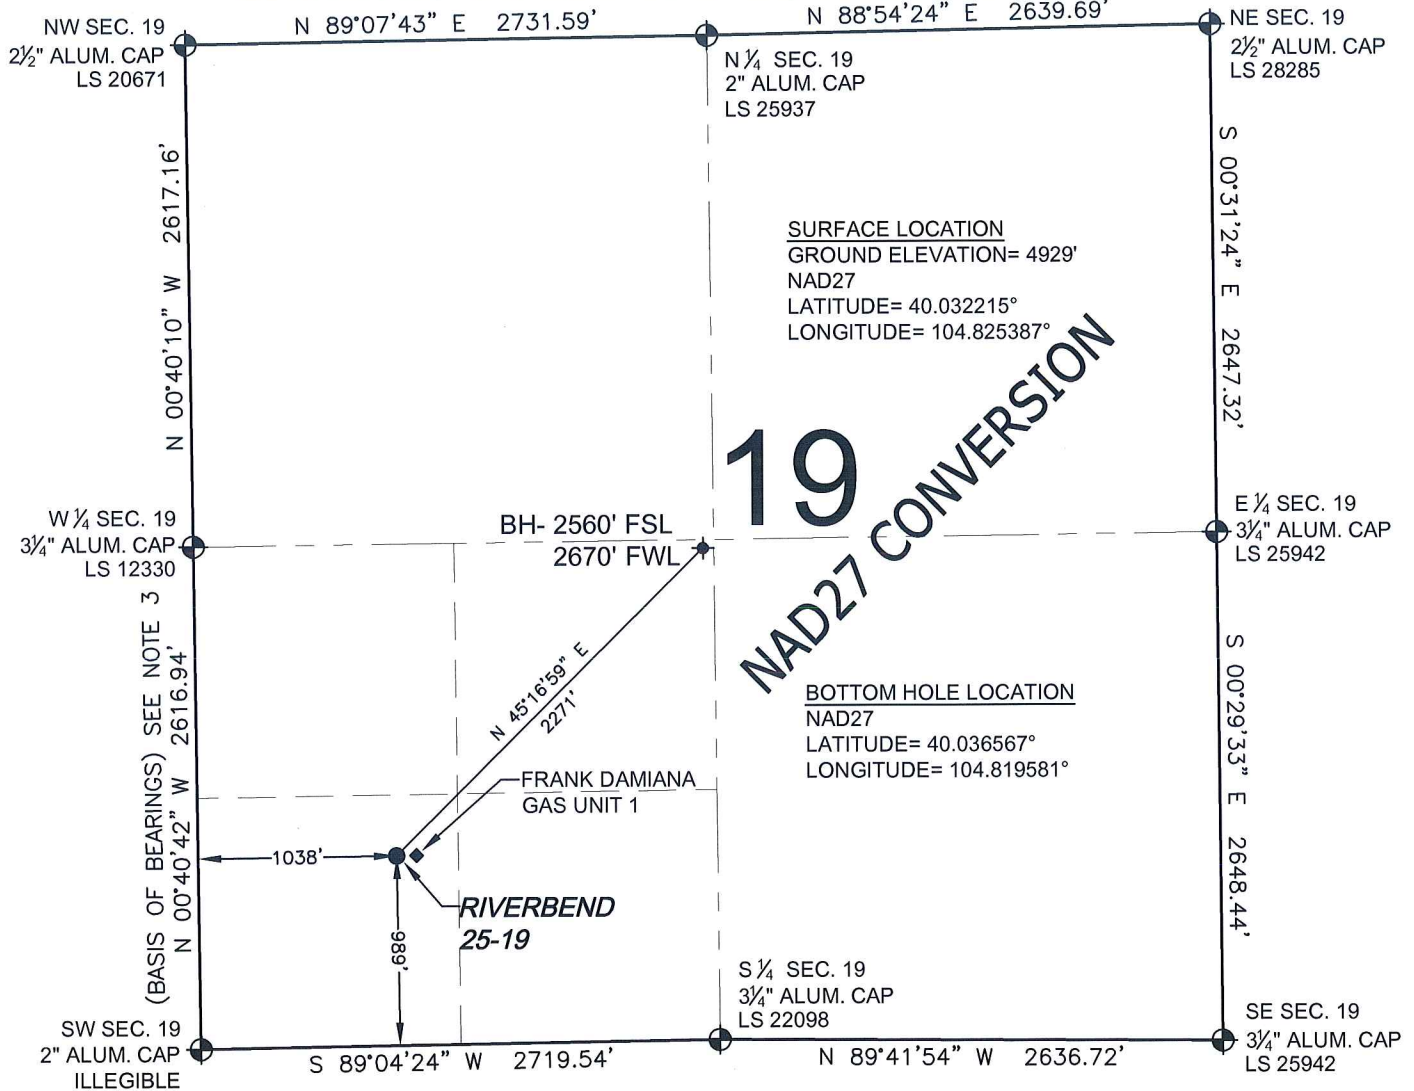 N 89°07'43" E 2731.59'
N 88°54'24" E 2639.69'
NW SEC. 19
2½" ALUM. CAP
LS 20671
N ¼ SEC. 19
2" ALUM. CAP
LS 25937
NE SEC. 19
2½" ALUM. CAP
LS 28285
N 00°40'10" W 2617.16'
S 00°31'24" E 2647.32'
SURFACE LOCATION
GROUND ELEVATION= 4929'
NAD27
LATITUDE= 40.032215°
LONGITUDE= 104.825387°
19
NAD27 CONVERSION
W ¼ SEC. 19
3¼" ALUM. CAP
LS 12330
BH- 2560' FSL
2670' FWL
E ¼ SEC. 19
3¼" ALUM. CAP
LS 25942
(BASIS OF BEARINGS) SEE NOTE 3
N 00°40'42" W 2616.94'
N 45°16'59" E
2271'
S 00°29'33" E 2648.44'
BOTTOM HOLE LOCATION
NAD27
LATITUDE= 40.036567°
LONGITUDE= 104.819581°
FRANK DAMIANA
GAS UNIT 1
1038'
989'
RIVERBEND
25-19
SW SEC. 19
2" ALUM. CAP
ILLEGIBLE
S ¼ SEC. 19
3¼" ALUM. CAP
LS 22098
SE SEC. 19
3¼" ALUM. CAP
LS 25942
S 89°04'24" W 2719.54'
N 89°41'54" W 2636.72'